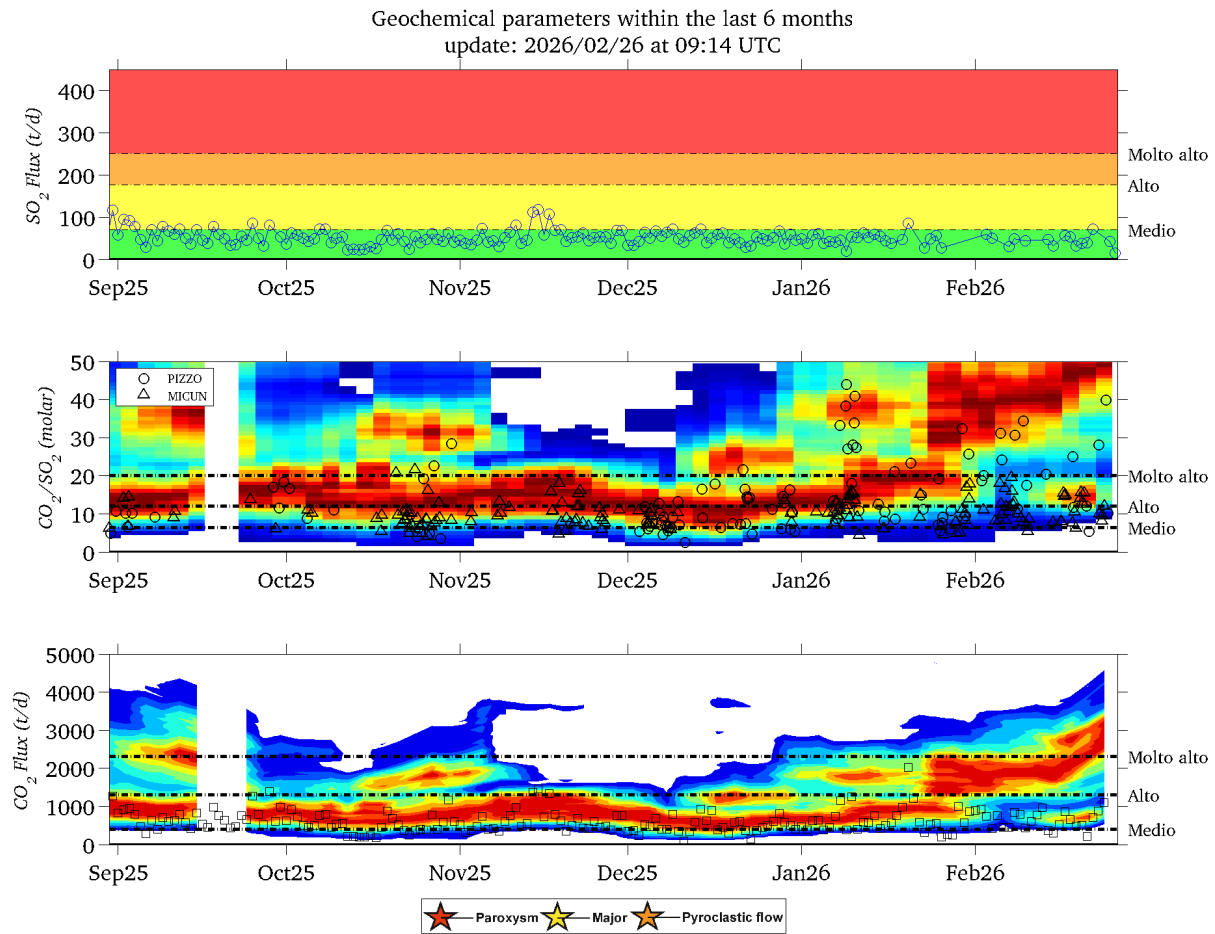 Geochemical parameters within the last 6 months
update: 2026/02/26 at 09:14 UTC
SO2 Flux (t/d)
400
300
200
100
0
Molto alto
Alto
Medio
Sep25 Oct25 Nov25 Dec25 Jan26 Feb26
CO2/SO2 (molar)
50
40
30
20
10
0
PIZZO
MICUN
Molto alto
Alto
Medio
Sep25 Oct25 Nov25 Dec25 Jan26 Feb26
CO2 Flux (t/d)
5000
4000
3000
2000
1000
0
Molto alto
Alto
Medio
Sep25 Oct25 Nov25 Dec25 Jan26 Feb26
Paroxysm Major Pyroclastic flow